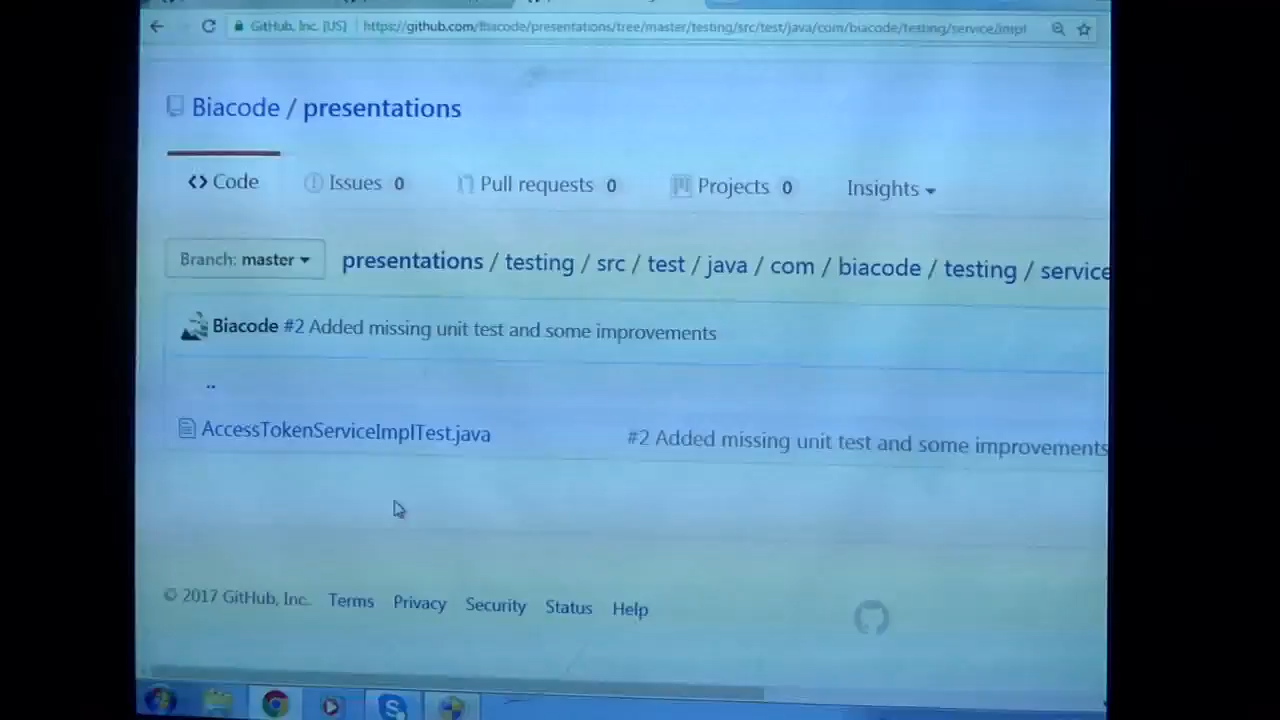 GitHub, Inc. [US] https://github.com/Biacode/presentations/tree/master/testing/src/test/java/com/biacode/testing/service/impl
Biacode / presentations
<> Code Issues 0 Pull requests 0 Projects 0 Insights
Branch: master presentations / testing / src / test / java / com / biacode / testing / service
Biacode #2 Added missing unit test and some improvements
..
AccessTokenServiceImplTest.java #2 Added missing unit test and some improvements
© 2017 GitHub, Inc. Terms Privacy Security Status Help